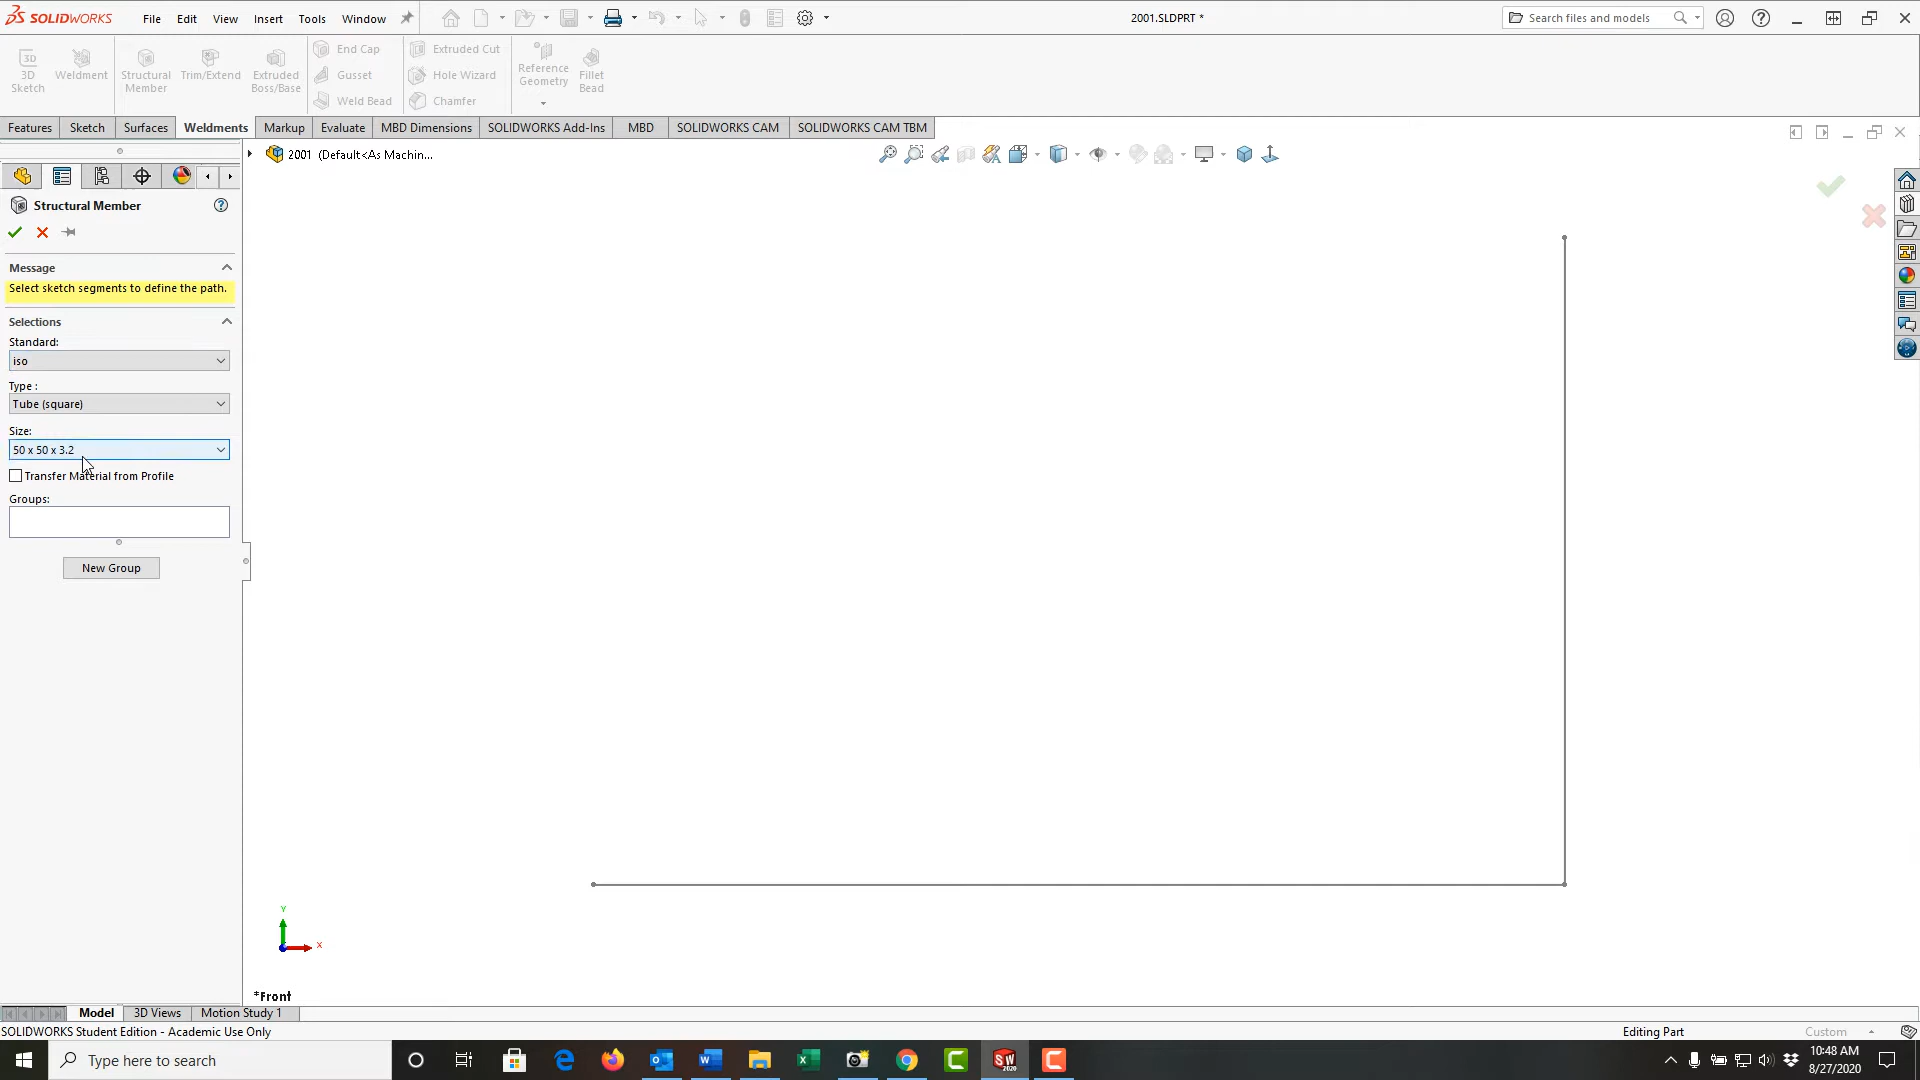 SOLIDWORKS File Edit View Insert Tools Window 2001.SLDPRT * Search files and models
3D Sketch
Weldment
Structural Member
Trim/Extend
Extruded Boss/Base
End Cap
Gusset
Weld Bead
Extruded Cut
Hole Wizard
Chamfer
Reference Geometry
Fillet Bead
Features Sketch Surfaces Weldments Markup Evaluate MBD Dimensions SOLIDWORKS Add-Ins MBD SOLIDWORKS CAM SOLIDWORKS CAM TBM
2001 (Default<As Machin...
Structural Member
Message
Select sketch segments to define the path.
Selections
Standard:
iso
Type :
Tube (square)
Size:
50 x 50 x 3.2
Transfer Material from Profile
Groups:
New Group
Y
X
*Front
Model 3D Views Motion Study 1
SOLIDWORKS Student Edition - Academic Use Only Editing Part Custom
Type here to search
SW 2020
10:48 AM
8/27/2020